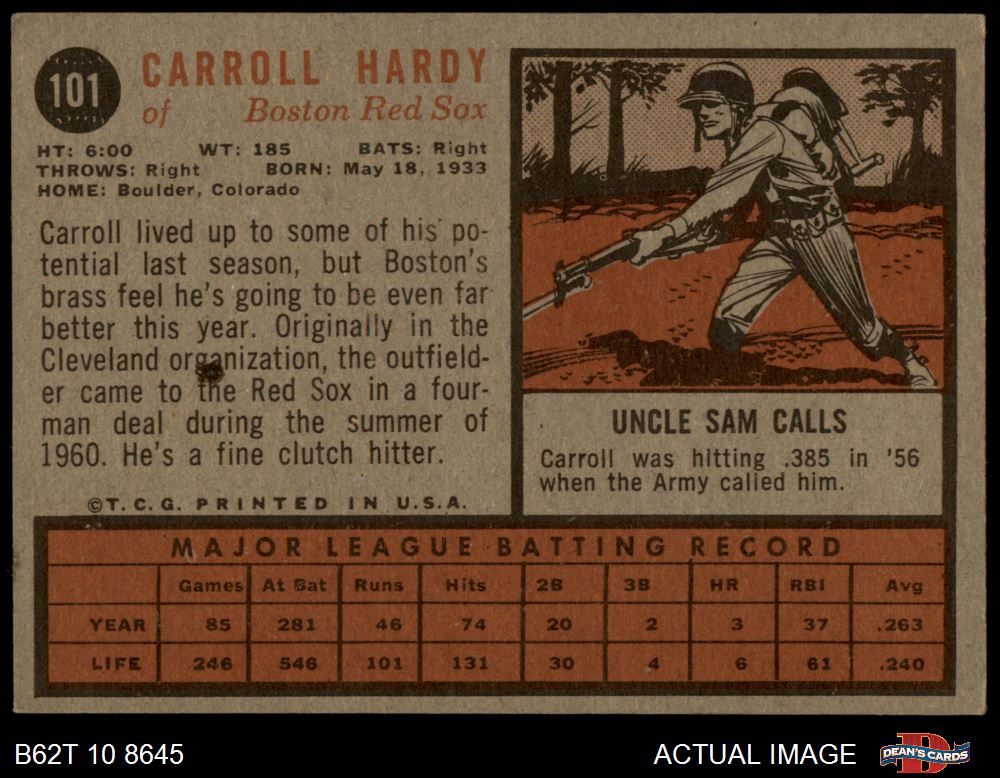 101
CARROLL HARDY
of Boston Red Sox
HT: 6:00 WT: 185 BATS: Right
THROWS: Right BORN: May 18, 1933
HOME: Boulder, Colorado
Carroll lived up to some of his po-
tential last season, but Boston's
brass feel he's going to be even far
better this year. Originally in the
Cleveland organization, the outfield-
er came to the Red Sox in a four-
man deal during the summer of
1960. He's a fine clutch hitter.
©T.C.G. PRINTED IN U.S.A.
UNCLE SAM CALLS
Carroll was hitting .385 in '56
when the Army called him.
MAJOR LEAGUE BATTING RECORD
Games At Bat Runs Hits 2B 3B HR RBI Avg
YEAR 85 281 46 74 20 2 3 37 .263
LIFE 246 546 101 131 30 4 6 61 .240
B62T 10 8645
ACTUAL IMAGE
D
DEAN'S CARDS